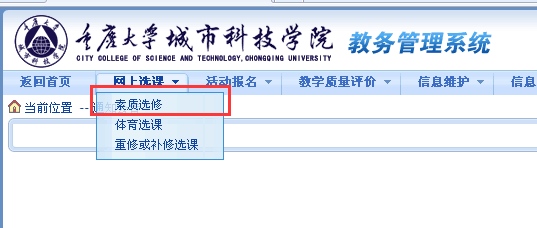 重庆大学城市科技学院
CITY COLLEGE OF SCIENCE AND TECHNOLOGY, CHONGQING UNIVERSITY
教务管理系统
返回首页 网上选课 活动报名 教学质量评价 信息维护 信息
当前位置 -- 通知
素质选修
体育选课
重修或补修选课